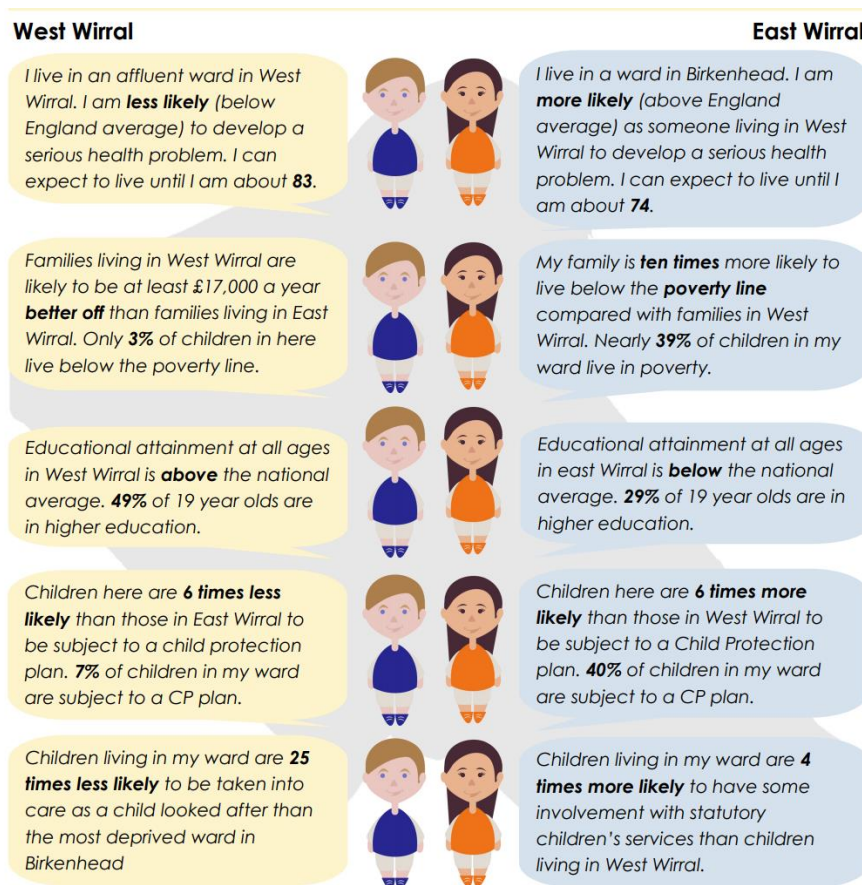 West Wirral
East Wirral
I live in an affluent ward in West
Wirral. I am less likely (below
England average) to develop a
serious health problem. I can
expect to live until I am about 83.
I live in a ward in Birkenhead. I am
more likely (above England
average) as someone living in West
Wirral to develop a serious health
problem. I can expect to live until I
am about 74.
Families living in West Wirral are
likely to be at least £17,000 a year
better off than families living in East
Wirral. Only 3% of children in here
live below the poverty line.
My family is ten times more likely to
live below the poverty line
compared with families in West
Wirral. Nearly 39% of children in my
ward live in poverty.
Educational attainment at all ages
in West Wirral is above the national
average. 49% of 19 year olds are
in higher education.
Educational attainment at all ages
in east Wirral is below the national
average. 29% of 19 year olds are in
higher education.
Children here are 6 times less
likely than those in East Wirral to
be subject to a child protection
plan. 7% of children in my ward
are subject to a CP plan.
Children here are 6 times more
likely than those in West Wirral to
be subject to a Child Protection
plan. 40% of children in my ward
are subject to a CP plan.
Children living in my ward are 25
times less likely to be taken into
care as a child looked after than
the most deprived ward in
Birkenhead
Children living in my ward are 4
times more likely to have some
involvement with statutory
children's services than children
living in West Wirral.